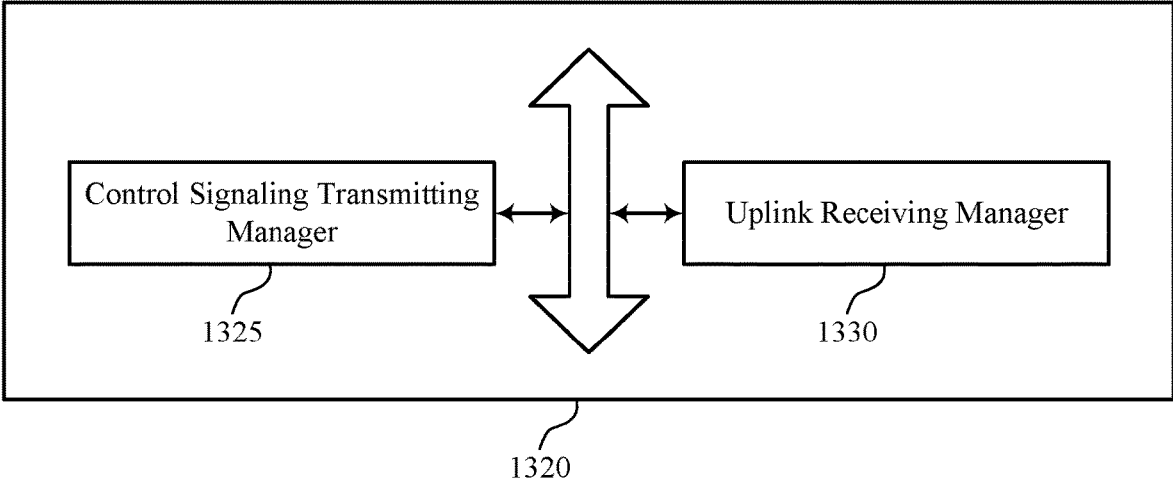 Control Signaling Transmitting
Manager
Uplink Receiving Manager
1325
1330
1320